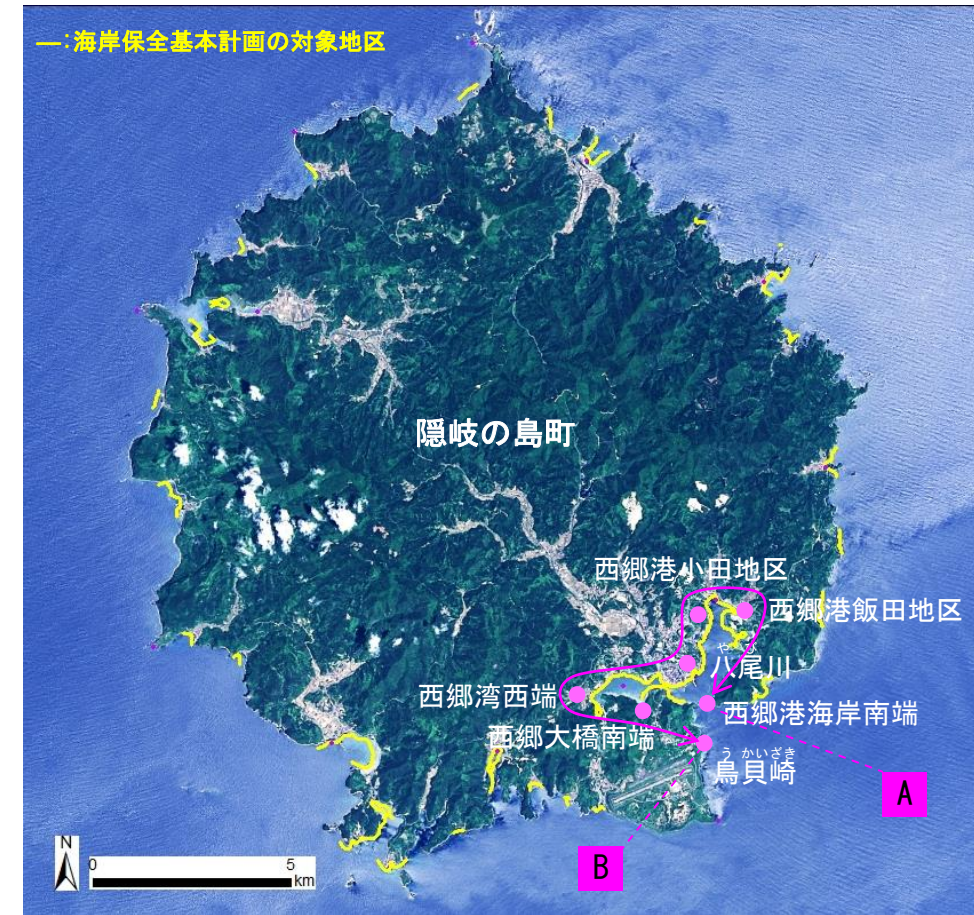 ―:海岸保全基本計画の対象地区
隠岐の島町
西郷港小田地区
西郷港飯田地区
や び
八尾川
西郷湾西端
西郷港海岸南端
西郷大橋南端
う かいざき
鳥貝崎
A
B
N
0 5
km